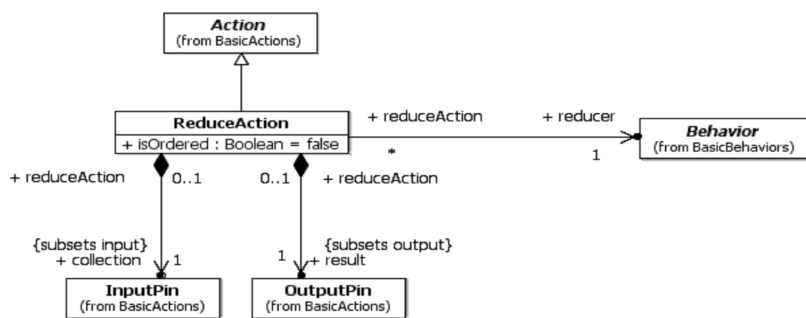 Action
(from BasicActions)
ReduceAction
+ isOrdered : Boolean = false
+ reduceAction
+ reducer
*
1
Behavior
(from BasicBehaviors)
+ reduceAction
0..1
0..1
+ reduceAction
{subsets input}
+ collection
1
1
{subsets output}
+ result
InputPin
(from BasicActions)
OutputPin
(from BasicActions)